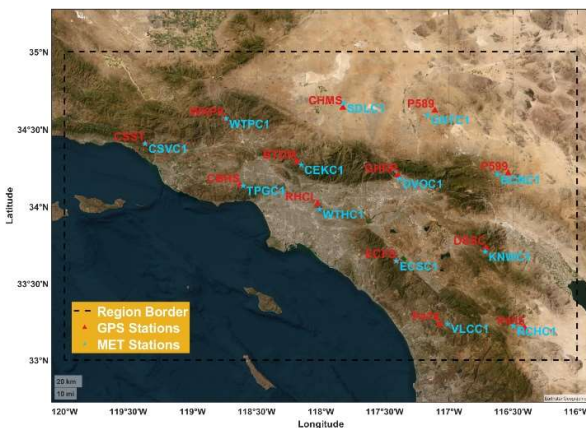 35°N
34°30'N
34°N
33°30'N
33°N
Latitude
CHMS
SDLC1
P589
WTPC1
CSST
CSVC1
CEKC1
P599
TPGC1
OVOC1
RHCL
WTHC1
KNWC1
ECSC1
VLCC1
BCHC1
Region Border
GPS Stations
MET Stations
20 km
10 mi
120°W
119°30'W
119°W
118°30'W
118°W
117°30'W
117°W
116°30'W
116°W
Longitude